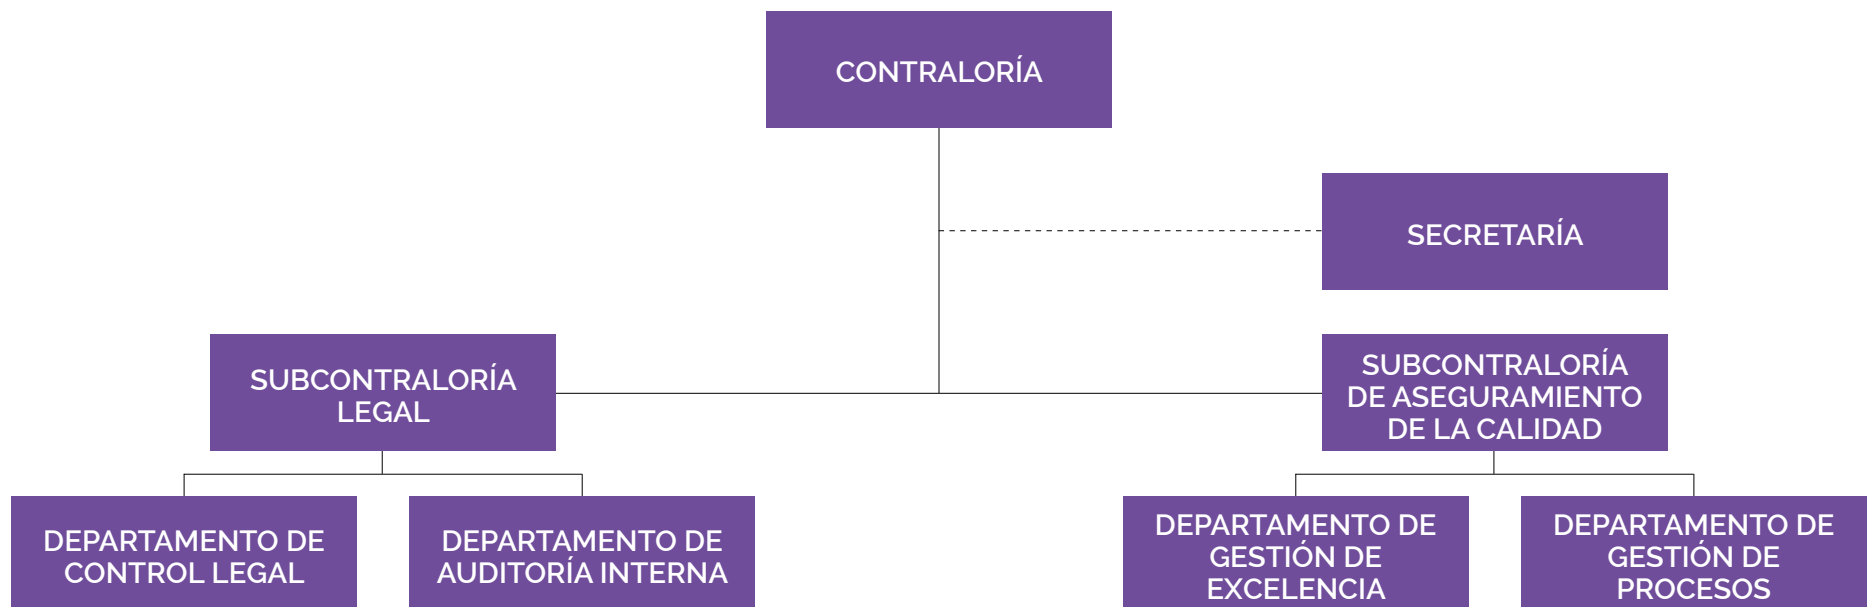 CONTRALORÍA
SECRETARÍA
SUBCONTRALORÍA
LEGAL
SUBCONTRALORÍA
DE ASEGURAMIENTO
DE LA CALIDAD
DEPARTAMENTO DE
CONTROL LEGAL
DEPARTAMENTO DE
AUDITORÍA INTERNA
DEPARTAMENTO DE
GESTIÓN DE
EXCELENCIA
DEPARTAMENTO DE
GESTIÓN DE
PROCESOS